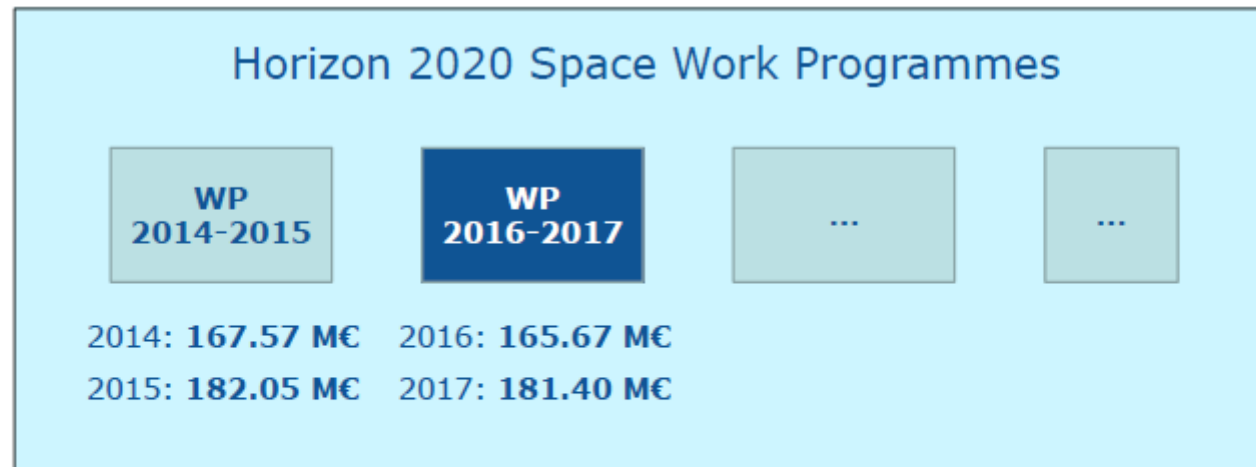 Horizon 2020 Space Work Programmes
WP
2014-2015
WP
2016-2017
...
...
2014: 167.57 M€
2015: 182.05 M€
2016: 165.67 M€
2017: 181.40 M€